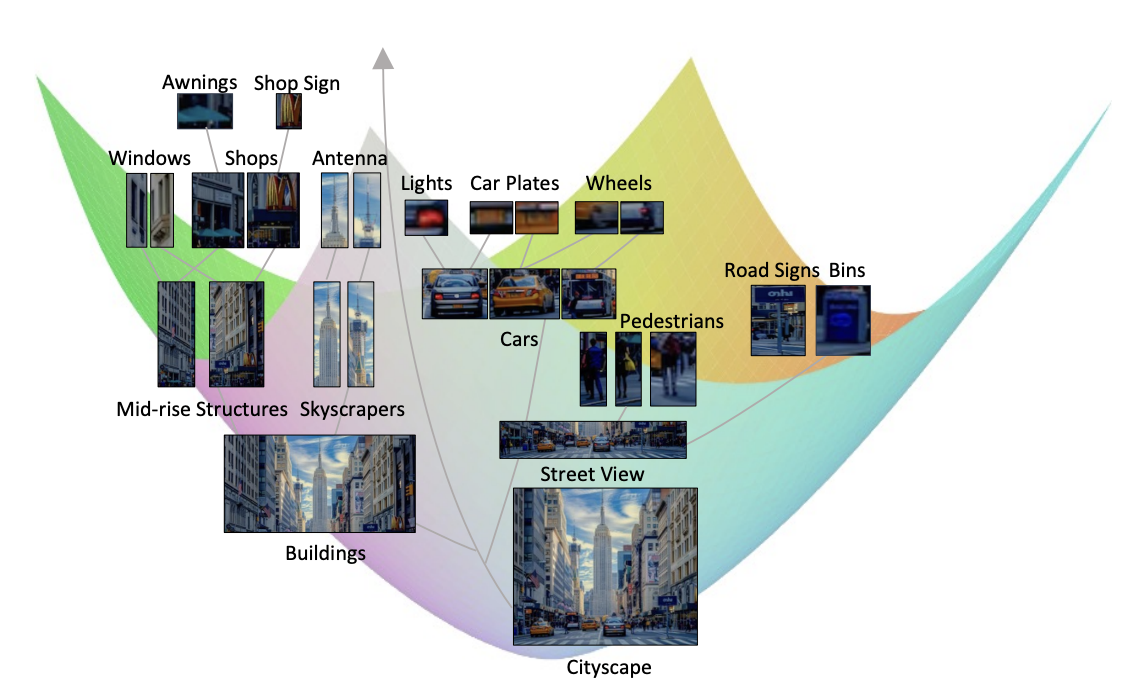 Awnings Shop Sign
Windows Shops Antenna
Lights Car Plates Wheels
Road Signs Bins
Pedestrians
Cars
Mid-rise Structures Skyscrapers
Street View
Buildings
Cityscape